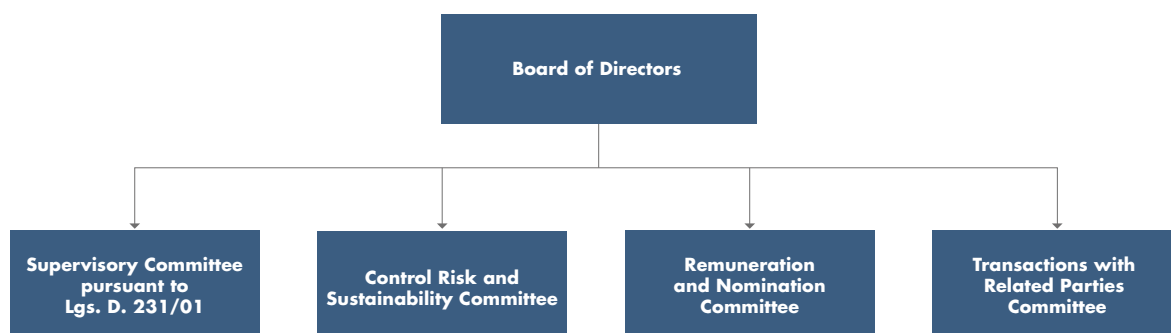 Board of Directors
Supervisory Committee
pursuant to
Lgs. D. 231/01
Control Risk and
Sustainability Committee
Remuneration
and Nomination
Committee
Transactions with
Related Parties
Committee